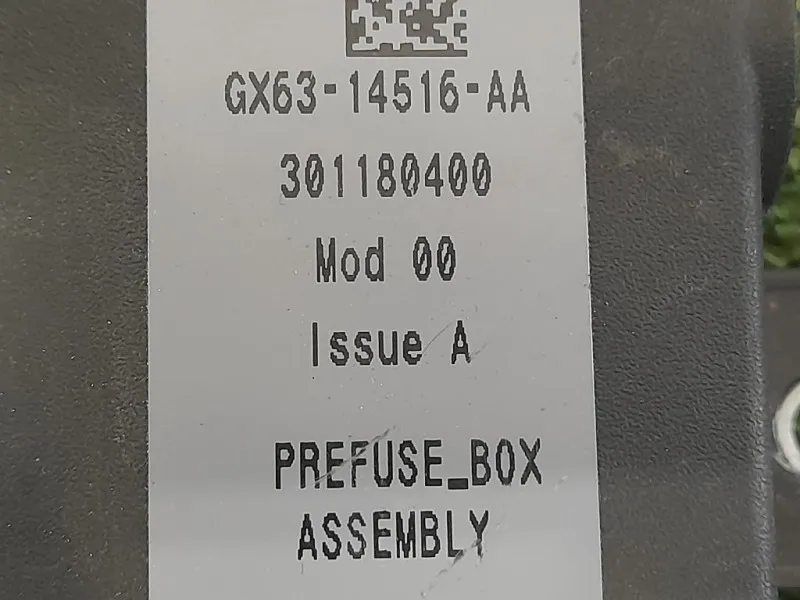 GX63-14516-AA
301180400
Mod 00
Issue A
PREFUSE_BOX
ASSEMBLY